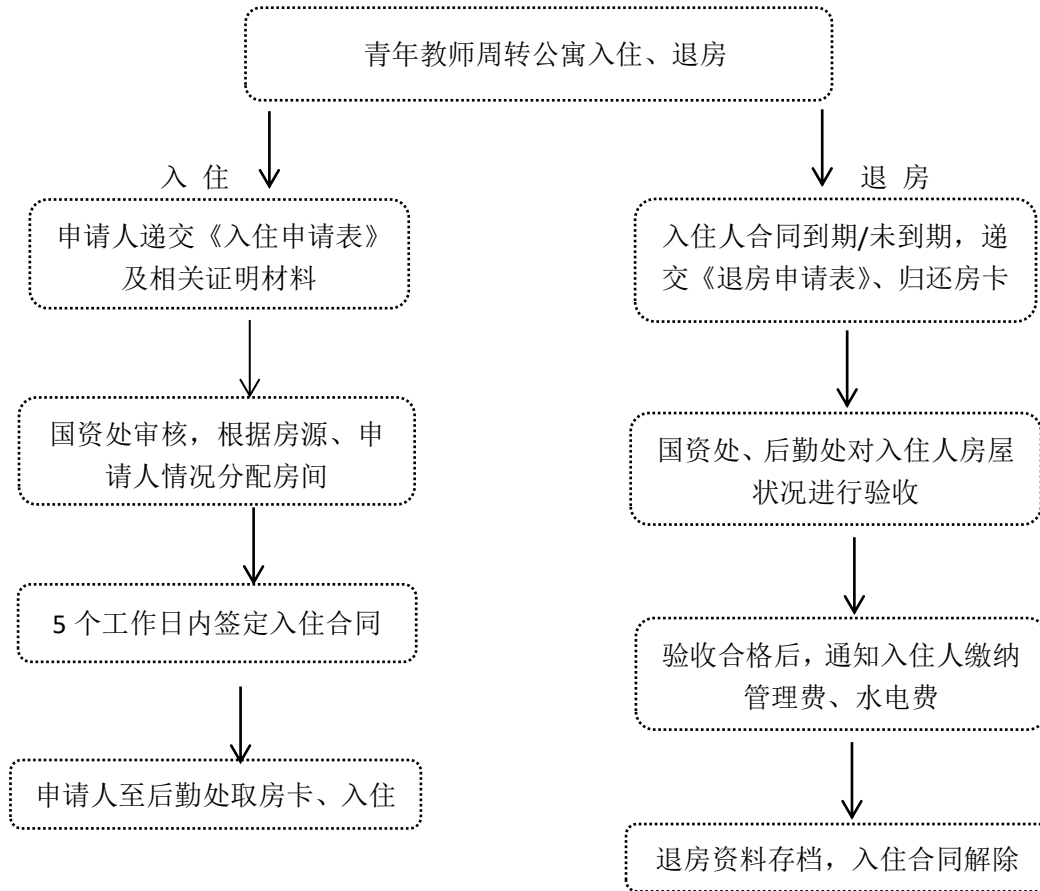 青年教师周转公寓入住、退房
入 住
申请人递交《入住申请表》
及相关证明材料
国资处审核，根据房源、申
请人情况分配房间
5 个工作日内签定入住合同
申请人至后勤处取房卡、入住
退 房
入住人合同到期/未到期，递
交《退房申请表》、归还房卡
国资处、后勤处对入住人房屋
状况进行验收
验收合格后，通知入住人缴纳
管理费、水电费
退房资料存档，入住合同解除